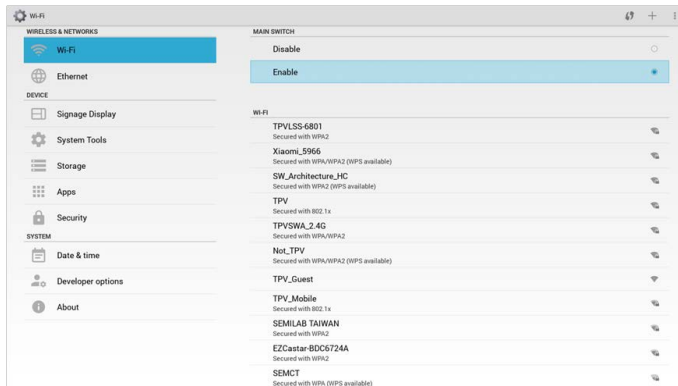 Wi-Fi
WIRELESS & NETWORKS
Wi-Fi
Ethernet
DEVICE
Signage Display
System Tools
Storage
Apps
Security
SYSTEM
Date & time
Developer options
About
MAIN SWITCH
Disable
Enable
WI-FI
TPVLSS-6801
Secured with WPA2
Xiaomi_5966
Secured with WPA/WPA2 (WPS available)
SW_Architecture_HC
Secured with WPA2 (WPS available)
TPV
Secured with 802.1x
TPVSWA_2.4G
Secured with WPA/WPA2
Not_TPV
Secured with WPA/WPA2 (WPS available)
TPV_Guest
TPV_Mobile
Secured with 802.1x
SEMILAB TAIWAN
Secured with WPA2
EZCastar-BDC6724A
Secured with WPA2
SEMCT
Secured with WPA (WPS available)